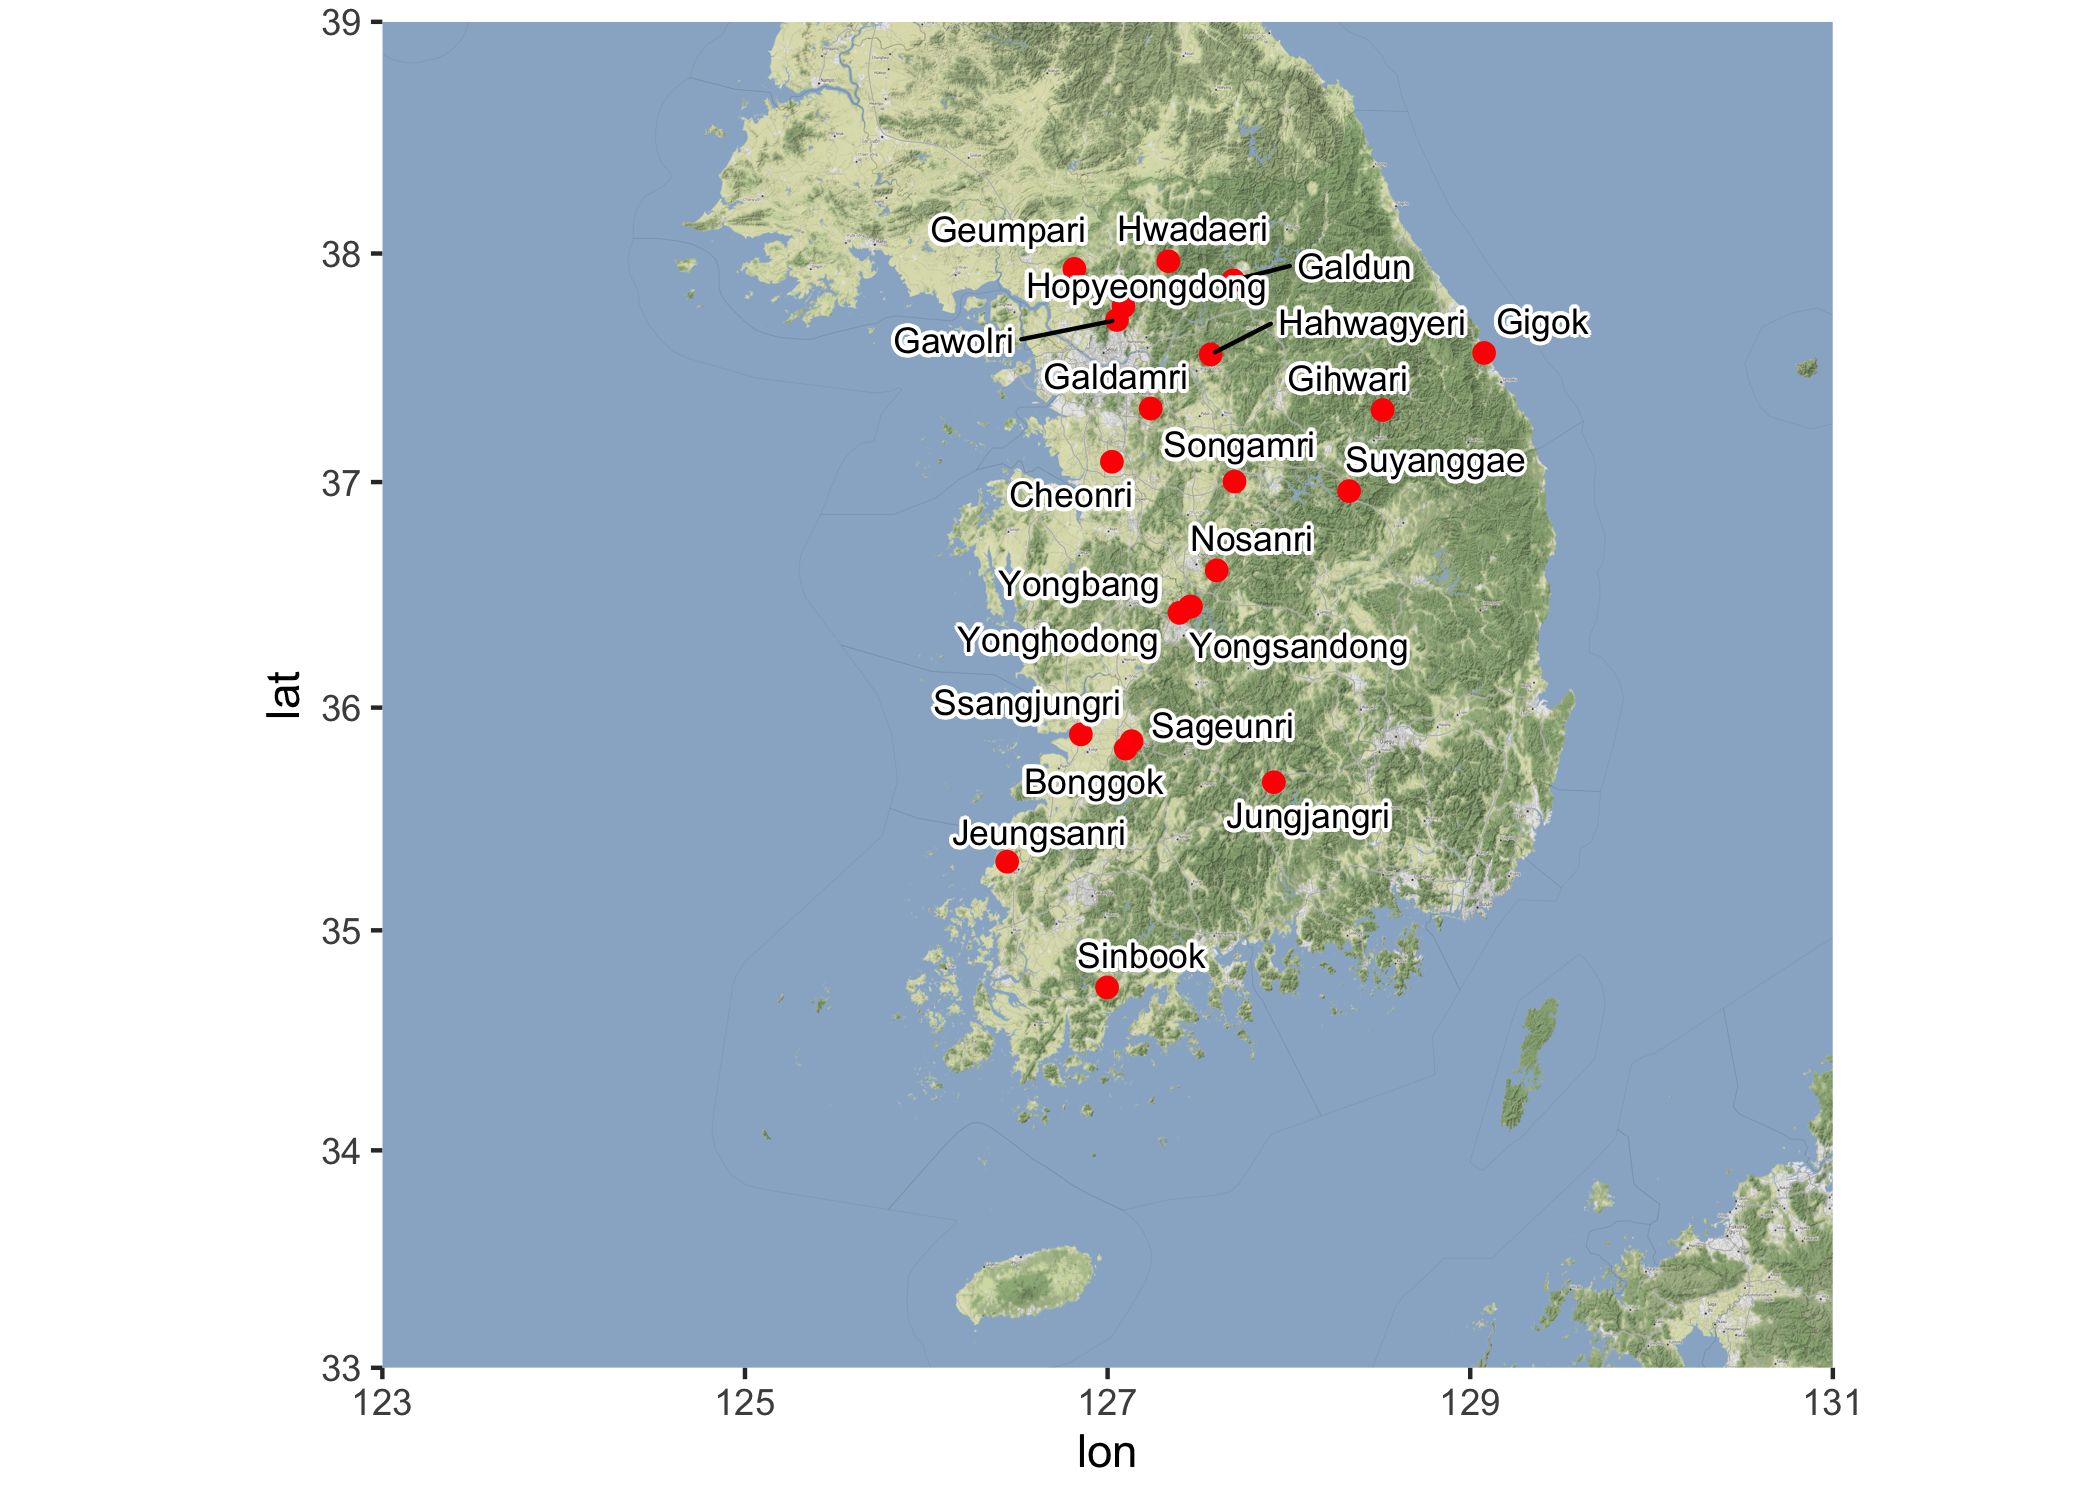 39
38
37
36
35
34
33
lat
Geumpari
Hwadaeri
Galdun
Hopyeongdong
Hahwagyeri
Gigok
Gawolri
Galdamri
Gihwari
Songamri
Suyanggae
Cheonri
Nosanri
Yongbang
Yonghodong
Yongsandong
Ssangjungri
Sageunri
Bonggok
Jungjangri
Jeungsanri
Sinbook
123
125
127
129
131
lon